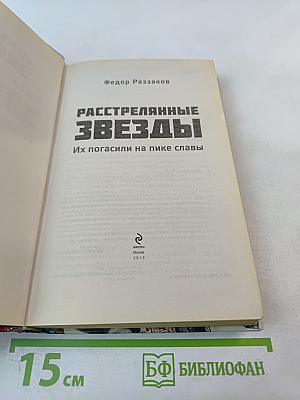 Федор Раззаков
РАССТРЕЛЯННЫЕ
ЗВЕЗДЫ
Их погасили на пике славы
Москва
2012
15 см
БФ БИБЛИОФАН